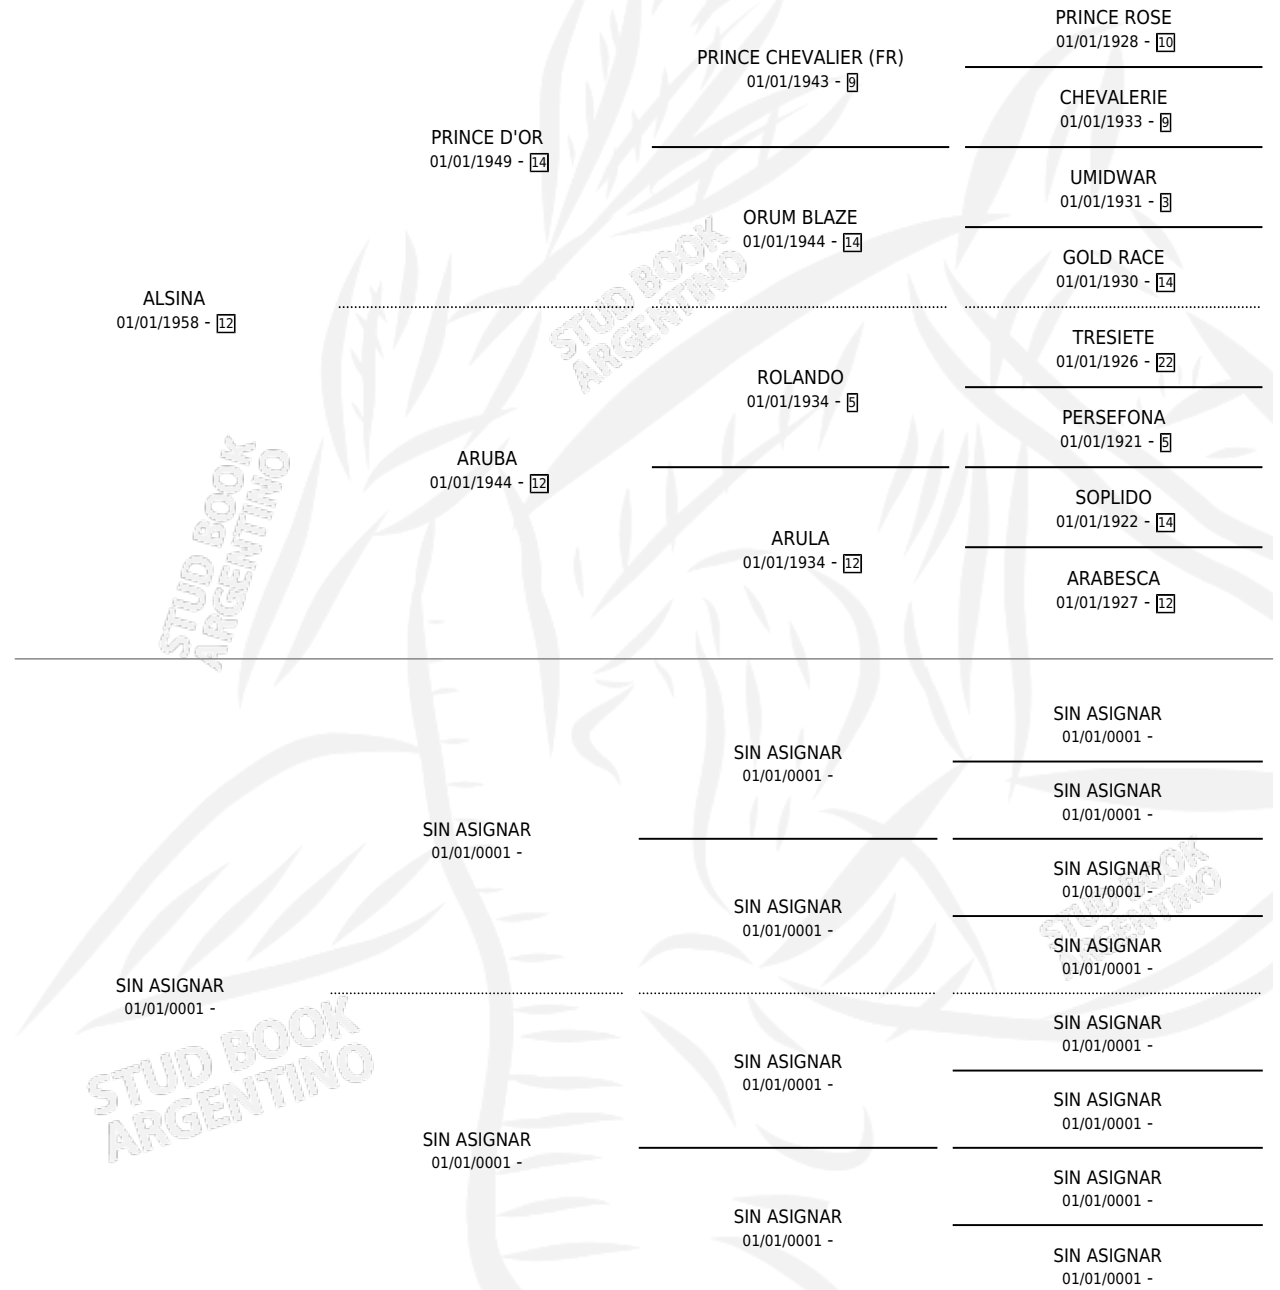 PRINCE ROSE
01/01/1928 - 10
PRINCE CHEVALIER (FR)
01/01/1943 - 9
CHEVALERIE
01/01/1933 - 9
PRINCE D'OR
01/01/1949 - 14
UMIDWAR
01/01/1931 - 3
ORUM BLAZE
01/01/1944 - 14
GOLD RACE
01/01/1930 - 14
ALSINA
01/01/1958 - 12
TRESIETE
01/01/1926 - 22
ROLANDO
01/01/1934 - 5
PERSEFONA
01/01/1921 - 5
ARUBA
01/01/1944 - 12
SOPLIDO
01/01/1922 - 14
ARULA
01/01/1934 - 12
ARABESCA
01/01/1927 - 12
STUD BOOK
ARGENTINO
STUD BOOK
ARGENTINO
SIN ASIGNAR
01/01/0001 -
SIN ASIGNAR
01/01/0001 -
SIN ASIGNAR
01/01/0001 -
SIN ASIGNAR
01/01/0001 -
SIN ASIGNAR
01/01/0001 -
SIN ASIGNAR
01/01/0001 -
SIN ASIGNAR
01/01/0001 -
SIN ASIGNAR
01/01/0001 -
SIN ASIGNAR
01/01/0001 -
SIN ASIGNAR
01/01/0001 -
SIN ASIGNAR
01/01/0001 -
SIN ASIGNAR
01/01/0001 -
SIN ASIGNAR
01/01/0001 -
SIN ASIGNAR
01/01/0001 -
SIN ASIGNAR
01/01/0001 -
STUD BOOK
ARGENTINO
STUD BOOK
ARGENTINO